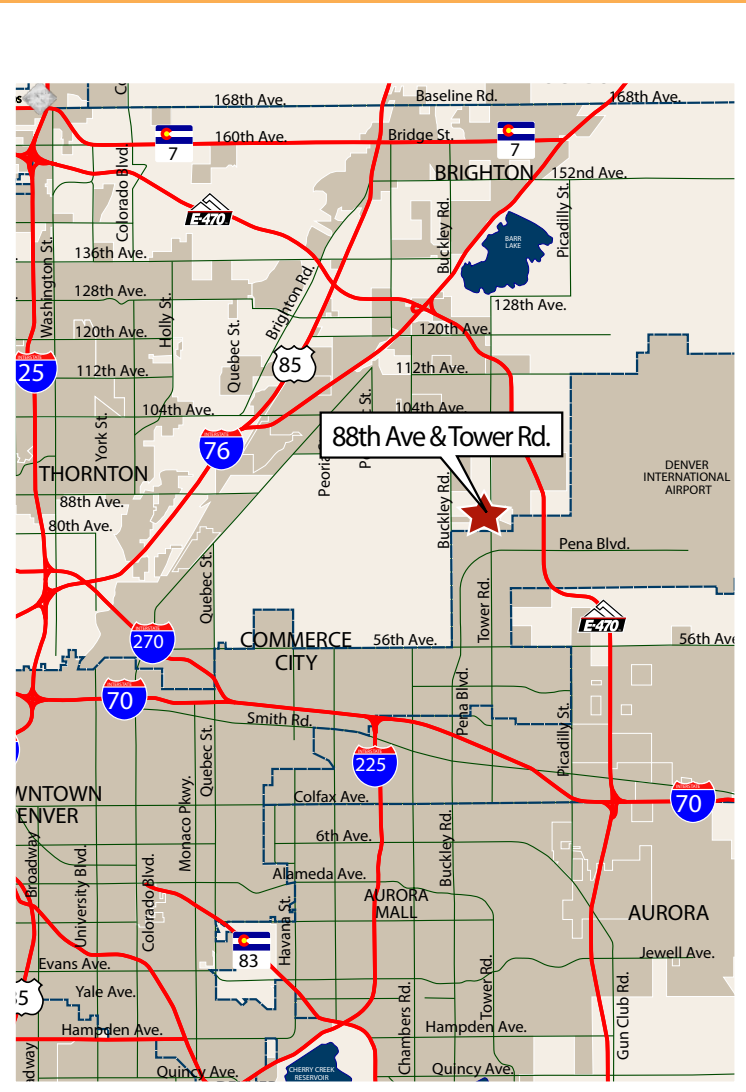 168th Ave.
Baseline Rd.
168th Ave.
160th Ave.
Bridge St.
7
7
Colorado Blvd.
BRIGHTON
152nd Ave.
E-470
Buckley Rd.
Picadilly St.
BARR
LAKE
Washington St.
136th Ave.
128th Ave.
Holly St.
Brighton Rd.
128th Ave.
120th Ave.
Quebec St.
120th Ave.
25
112th Ave.
85
112th Ave.
104th Ave.
104th Ave.
York St.
76
88th Ave & Tower Rd.
Peoria
THORNTON
DENVER
INTERNATIONAL
AIRPORT
88th Ave.
80th Ave.
Buckley Rd.
Pena Blvd.
Quebec St.
Tower Rd.
E-470
270
COMMERCE
CITY
56th Ave.
56th Ave
70
Smith Rd.
Pena Blvd.
Picadilly St.
Quebec St.
225
WNTOWN
ENVER
Colfax Ave.
70
Monaco Pkwy.
6th Ave.
Buckley Rd.
Broadway
University Blvd.
Colorado Blvd.
Alameda Ave.
AURORA
MALL
AURORA
Havana St.
83
Evans Ave.
Jewell Ave.
Yale Ave.
Tower Rd.
Chambers Rd.
Gun Club Rd.
Hampden Ave.
Hampden Ave.
adway
Quincy Ave.
CHERRY CREEK
RESERVOIR
Quincy Ave.